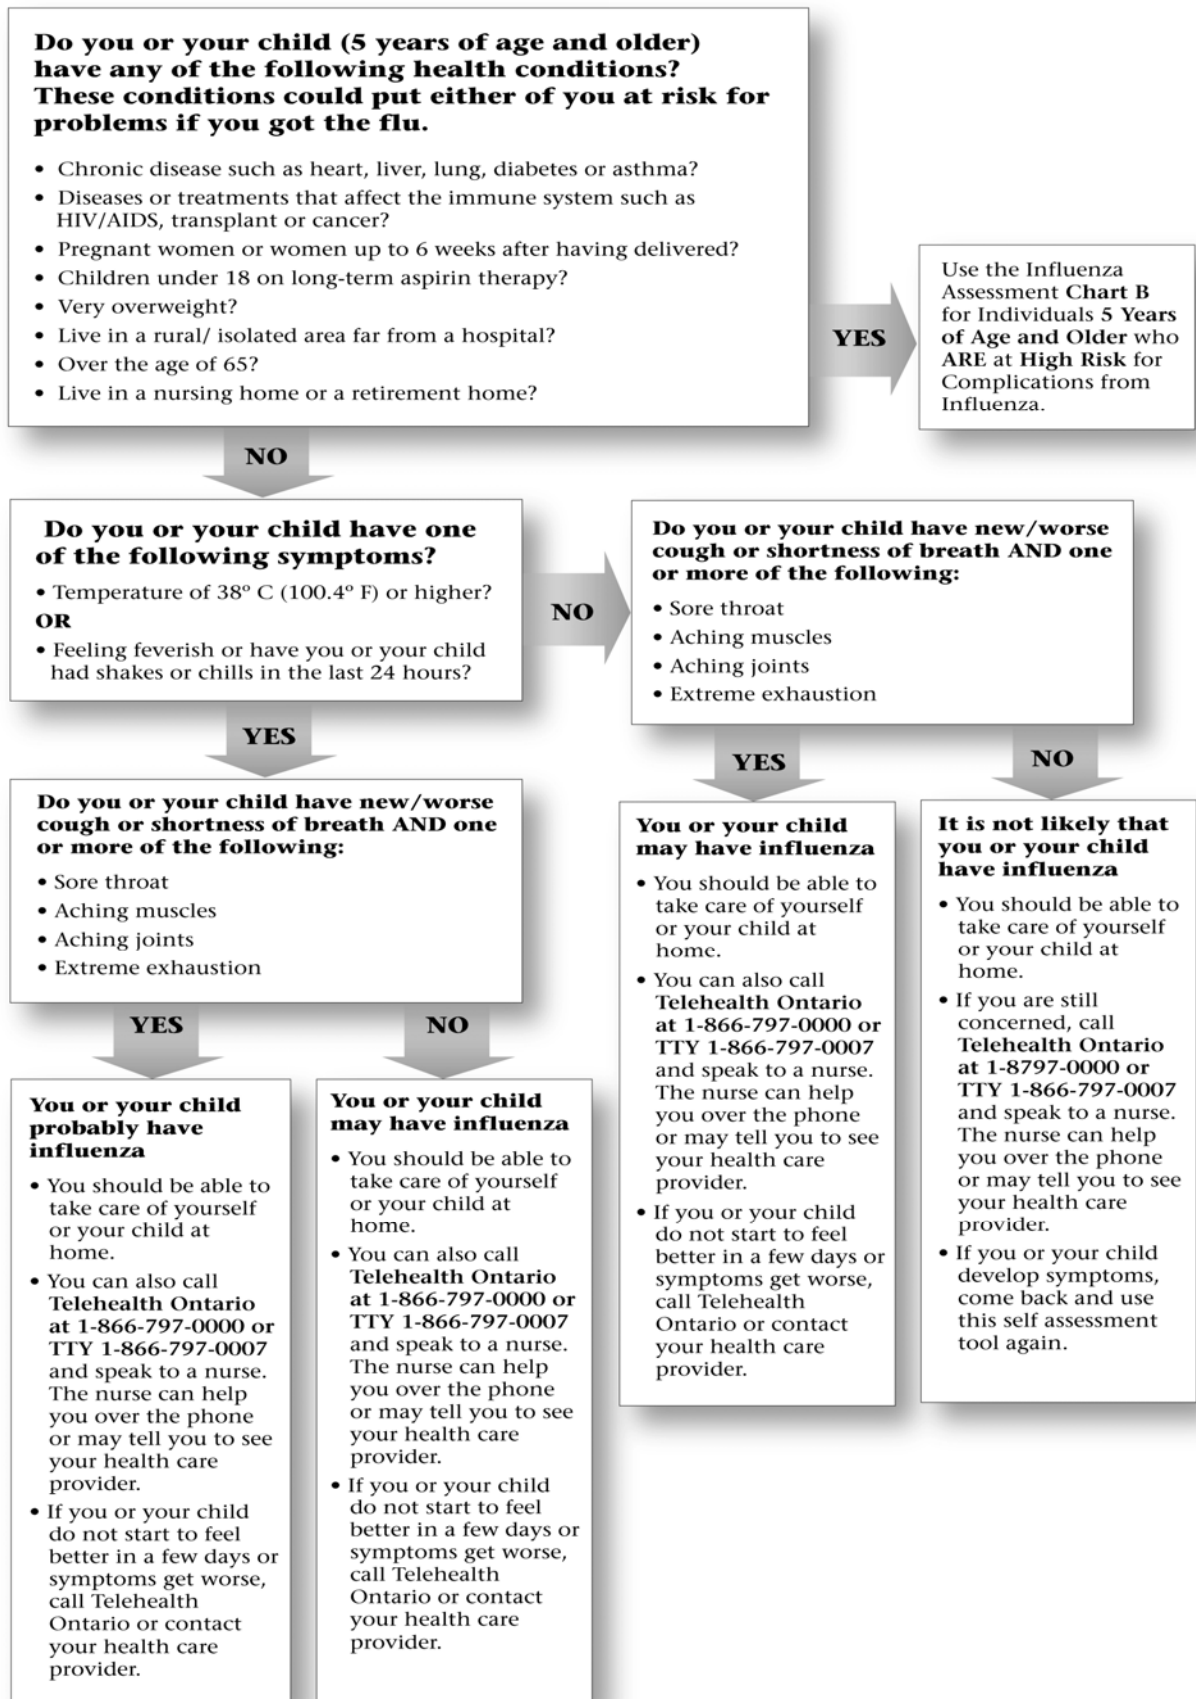 Do you or your child (5 years of age and older)
have any of the following health conditions?
These conditions could put either of you at risk for
problems if you got the flu.
• Chronic disease such as heart, liver, lung, diabetes or asthma?
• Diseases or treatments that affect the immune system such as
HIV/AIDS, transplant or cancer?
• Pregnant women or women up to 6 weeks after having delivered?
• Children under 18 on long-term aspirin therapy?
• Very overweight?
• Live in a rural/ isolated area far from a hospital?
• Over the age of 65?
• Live in a nursing home or a retirement home?
YES
Use the Influenza
Assessment Chart B
for Individuals 5 Years
of Age and Older who
ARE at High Risk for
Complications from
Influenza.
NO
Do you or your child have one
of the following symptoms?
• Temperature of 38º C (100.4º F) or higher?
OR
• Feeling feverish or have you or your child
had shakes or chills in the last 24 hours?
NO
Do you or your child have new/worse
cough or shortness of breath AND one
or more of the following:
• Sore throat
• Aching muscles
• Aching joints
• Extreme exhaustion
YES
Do you or your child have new/worse
cough or shortness of breath AND one
or more of the following:
• Sore throat
• Aching muscles
• Aching joints
• Extreme exhaustion
YES
You or your child
probably have
influenza
• You should be able to
take care of yourself
or your child at
home.
• You can also call
Telehealth Ontario
at 1-866-797-0000 or
TTY 1-866-797-0007
and speak to a nurse.
The nurse can help
you over the phone
or may tell you to see
your health care
provider.
• If you or your child
do not start to feel
better in a few days or
symptoms get worse,
call Telehealth
Ontario or contact
your health care
provider.
NO
You or your child
may have influenza
• You should be able to
take care of yourself
or your child at
home.
• You can also call
Telehealth Ontario
at 1-866-797-0000 or
TTY 1-866-797-0007
and speak to a nurse.
The nurse can help
you over the phone
or may tell you to see
your health care
provider.
• If you or your child
do not start to feel
better in a few days or
symptoms get worse,
call Telehealth
Ontario or contact
your health care
provider.
YES
You or your child
may have influenza
• You should be able to
take care of yourself
or your child at
home.
• You can also call
Telehealth Ontario
at 1-866-797-0000 or
TTY 1-866-797-0007
and speak to a nurse.
The nurse can help
you over the phone
or may tell you to see
your health care
provider.
• If you or your child
do not start to feel
better in a few days or
symptoms get worse,
call Telehealth
Ontario or contact
your health care
provider.
NO
It is not likely that
you or your child
have influenza
• You should be able to
take care of yourself
or your child at
home.
• If you are still
concerned, call
Telehealth Ontario
at 1-8797-0000 or
TTY 1-866-797-0007
and speak to a nurse.
The nurse can help
you over the phone
or may tell you to see
your health care
provider.
• If you or your child
develop symptoms,
come back and use
this self assessment
tool again.